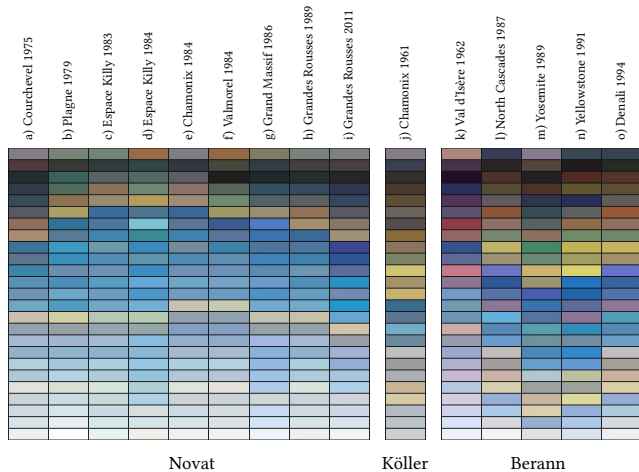 a) Courchevel 1975
b) Plagne 1979
c) Espace Killy 1983
d) Espace Killy 1984
e) Chamonix 1984
f) Valmorel 1984
g) Grand Massif 1986
h) Grandes Rousses 1989
i) Grandes Rousses 2011
j) Chamonix 1961
k) Val d'Isère 1962
l) North Cascades 1987
m) Yosemite 1989
n) Yellowstone 1991
o) Denali 1994
Novat
Köller
Berann